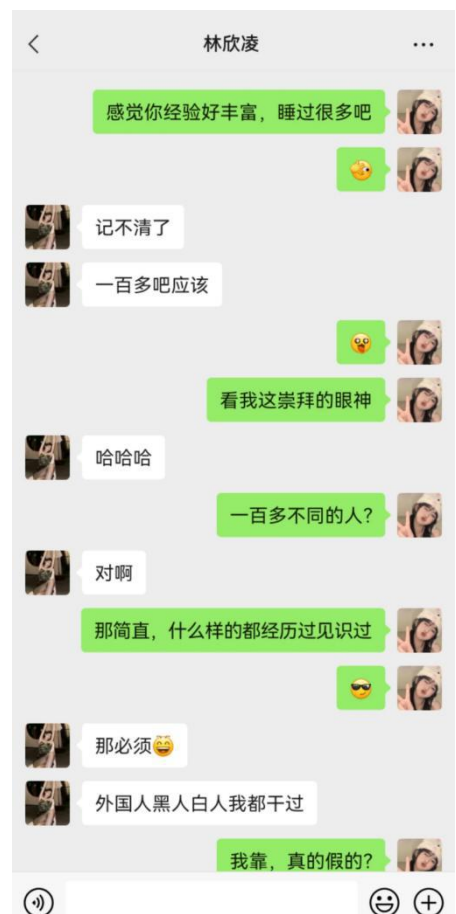 林欣凌
感觉你经验好丰富，睡过很多吧
记不清了
一百多吧应该
看我这崇拜的眼神
哈哈哈
一百多不同的人？
对啊
那简直，什么样的都经历过见识过
那必须😄
外国人黑人白人我都干过
我靠，真的假的？